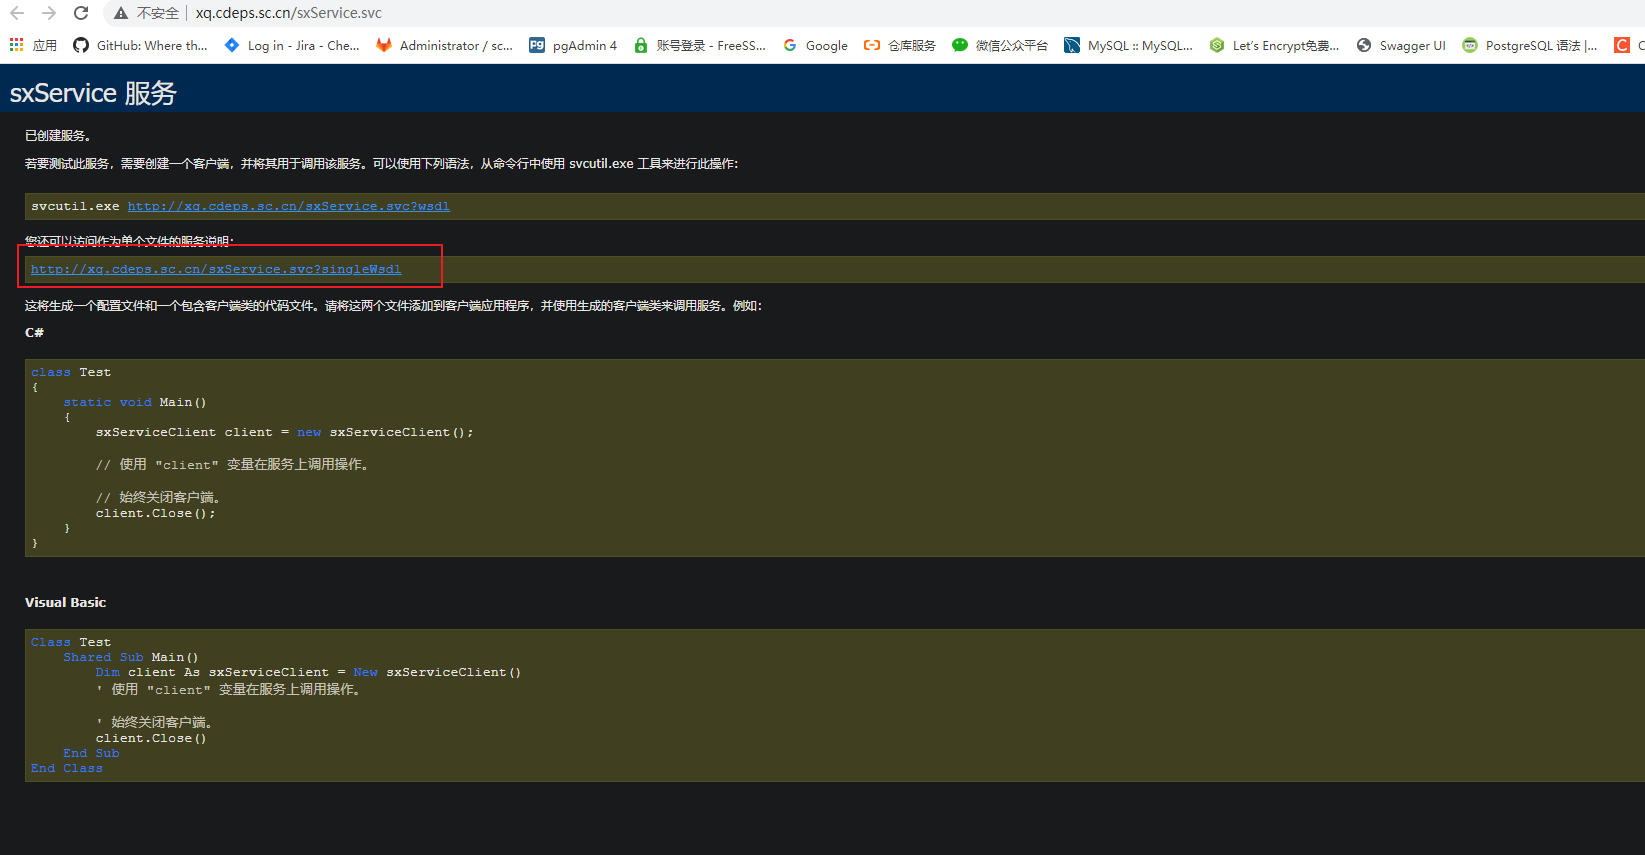 不安全 xq.cdeps.sc.cn/sxService.svc
应用 GitHub: Where th... Log in - Jira - Che... Administrator / sc... pgAdmin 4 账号登录 - FreeSS... Google 仓库服务 微信公众平台 MySQL :: MySQL... Let's Encrypt免费... Swagger UI PostgreSQL 语法 |...
sxService 服务
已创建服务。
若要测试此服务，需要创建一个客户端，并将其用于调用该服务。可以使用下列语法，从命令行中使用 svcutil.exe 工具来进行此操作:
svcutil.exe http://xq.cdeps.sc.cn/sxService.svc?wsdl
您还可以访问作为单个文件的服务说明:
http://xq.cdeps.sc.cn/sxService.svc?singleWsdl
这将生成一个配置文件和一个包含客户端类的代码文件。请将这两个文件添加到客户端应用程序，并使用生成的客户端类来调用服务。例如:
C#
class Test
{
static void Main()
{
sxServiceClient client = new sxServiceClient();
// 使用 "client" 变量在服务上调用操作。
// 始终关闭客户端。
client.Close();
}
}
Visual Basic
Class Test
Shared Sub Main()
Dim client As sxServiceClient = New sxServiceClient()
' 使用 "client" 变量在服务上调用操作。
' 始终关闭客户端。
client.Close()
End Sub
End Class